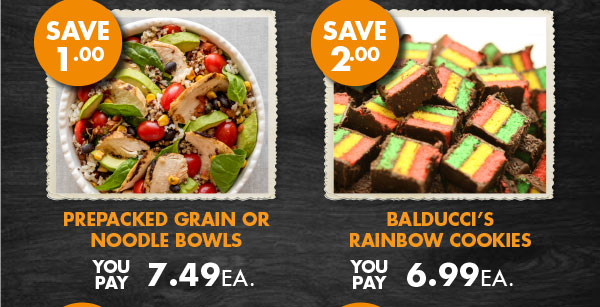 SAVE
1.00
SAVE
2.00
PREPACKED GRAIN OR
NOODLE BOWLS
YOU
PAY
7.49EA.
BALDUCCI'S
RAINBOW COOKIES
YOU
PAY
6.99EA.